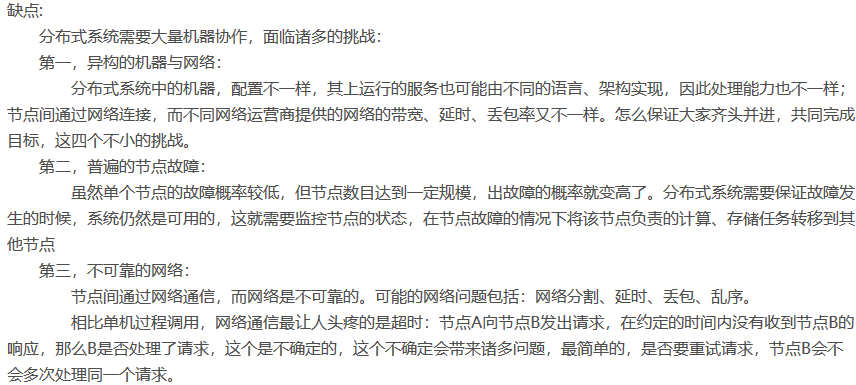 缺点:
分布式系统需要大量机器协作，面临诸多的挑战：
第一，异构的机器与网络：
分布式系统中的机器，配置不一样，其上运行的服务也可能由不同的语言、架构实现，因此处理能力也不一样；
节点间通过网络连接，而不同网络运营商提供的网络的带宽、延时、丢包率又不一样。怎么保证大家齐头并进，共同完成
目标，这四个不小的挑战。
第二，普遍的节点故障：
虽然单个节点的故障概率较低，但节点数目达到一定规模，出故障的概率就变高了。分布式系统需要保证故障发
生的时候，系统仍然是可用的，这就需要监控节点的状态，在节点故障的情况下将该节点负责的计算、存储任务转移到其
他节点
第三，不可靠的网络：
节点间通过网络通信，而网络是不可靠的。可能的网络问题包括：网络分割、延时、丢包、乱序。
相比单机过程调用，网络通信最让人头疼的是超时：节点A向节点B发出请求，在约定的时间内没有收到节点B的
响应，那么B是否处理了请求，这个是不确定的，这个不确定会带来诸多问题，最简单的，是否要重试请求，节点B会不
会多次处理同一个请求。